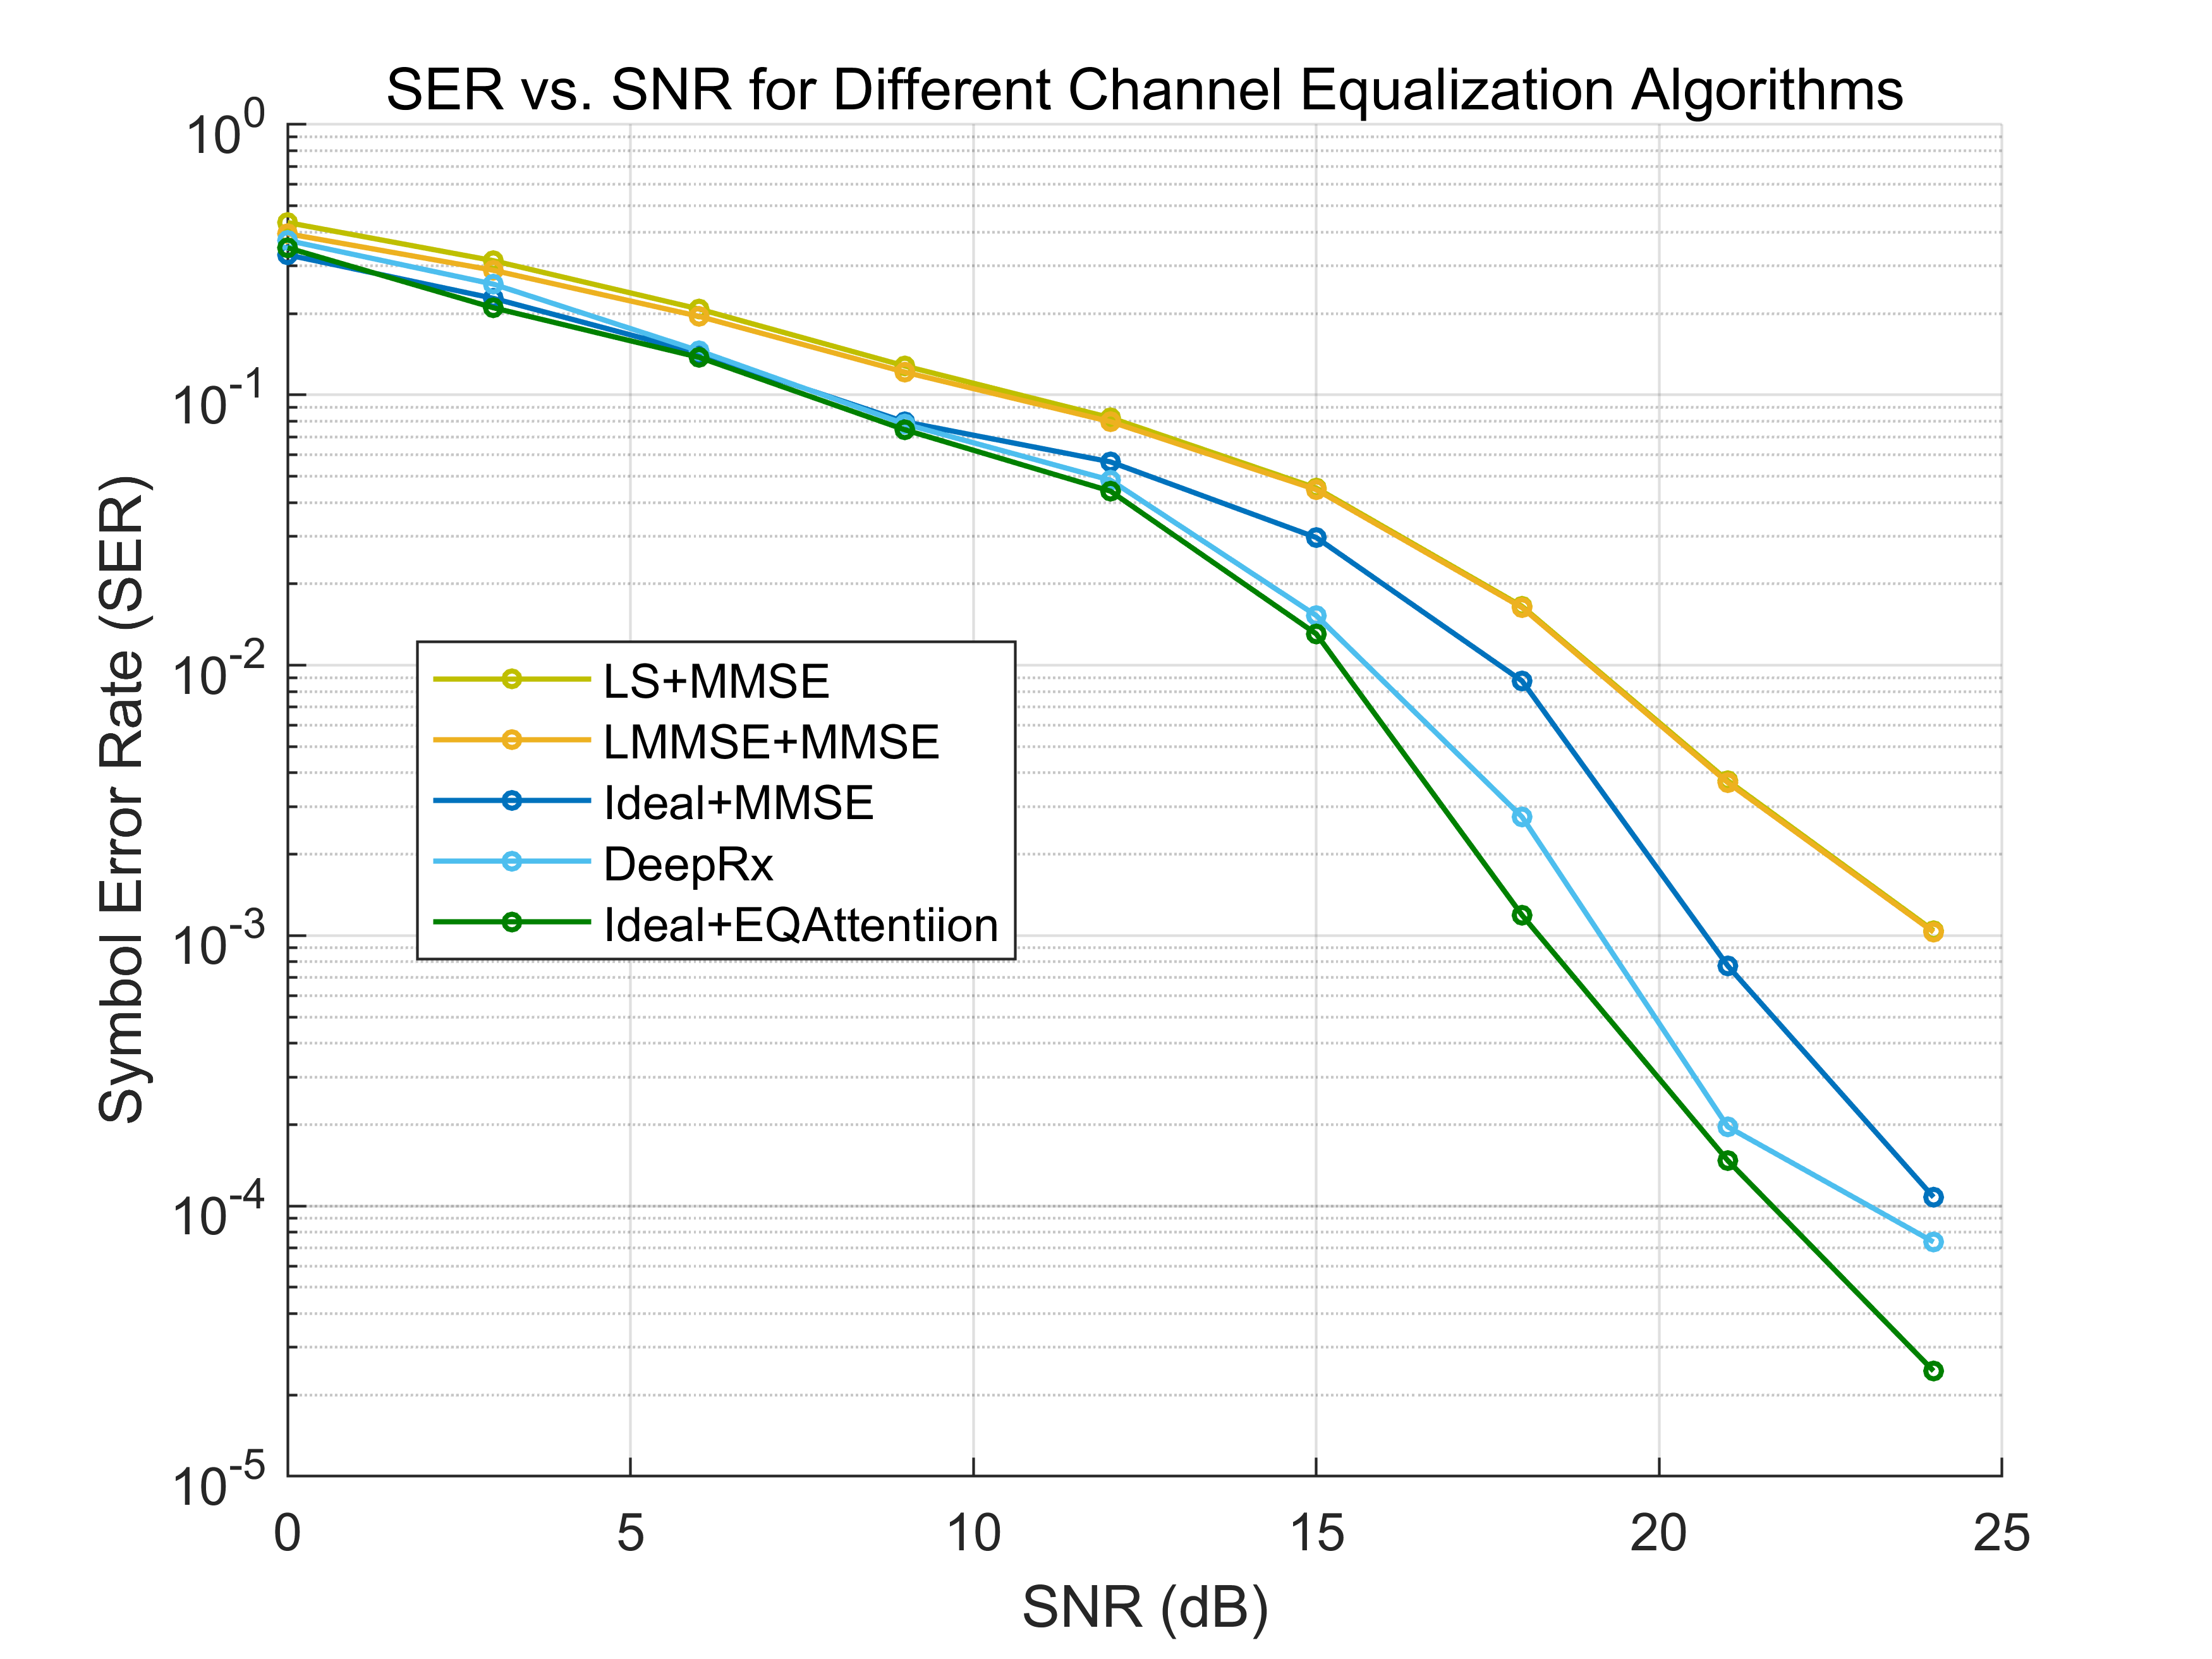 SER vs. SNR for Different Channel Equalization Algorithms
10^0
10^-1
10^-2
10^-3
10^-4
10^-5
Symbol Error Rate (SER)
LS+MMSE
LMMSE+MMSE
Ideal+MMSE
DeepRx
Ideal+EQAttentiion
0 5 10 15 20 25
SNR (dB)